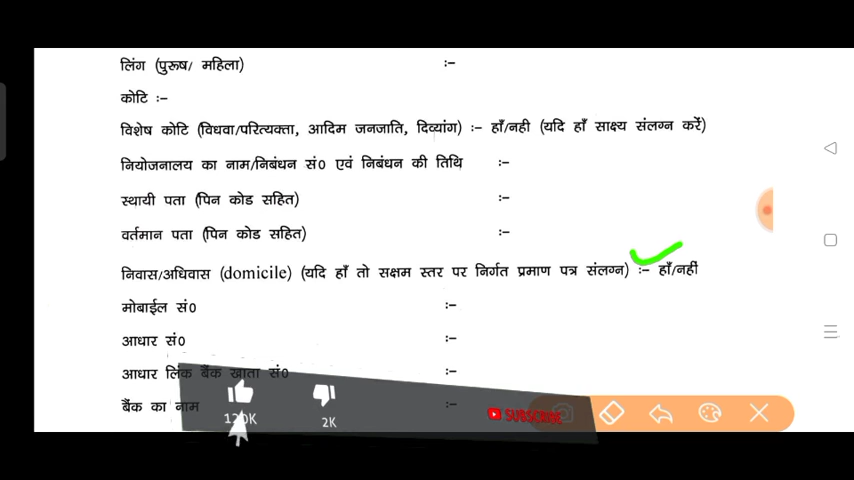 लिंग (पुरूष/ महिला) :-
कोटि :-
विशेष कोटि (विधवा/परित्यक्ता, आदिम जनजाति, दिव्यांग) :- हाँ/नही (यदि हाँ साक्ष्य संलग्न करें)
नियोजनालय का नाम/निबंधन सं0 एवं निबंधन की तिथि :-
स्थायी पता (पिन कोड सहित) :-
वर्तमान पता (पिन कोड सहित) :-
निवास/अधिवास (domicile) (यदि हाँ तो सक्षम स्तर पर निर्गत प्रमाण पत्र संलग्न) :- हाँ/नहीं
मोबाईल सं0 :-
आधार सं0 :-
आधार लिंक बैंक खाता सं0 :-
बैंक का नाम :-
120K 2K SUBSCRIBE